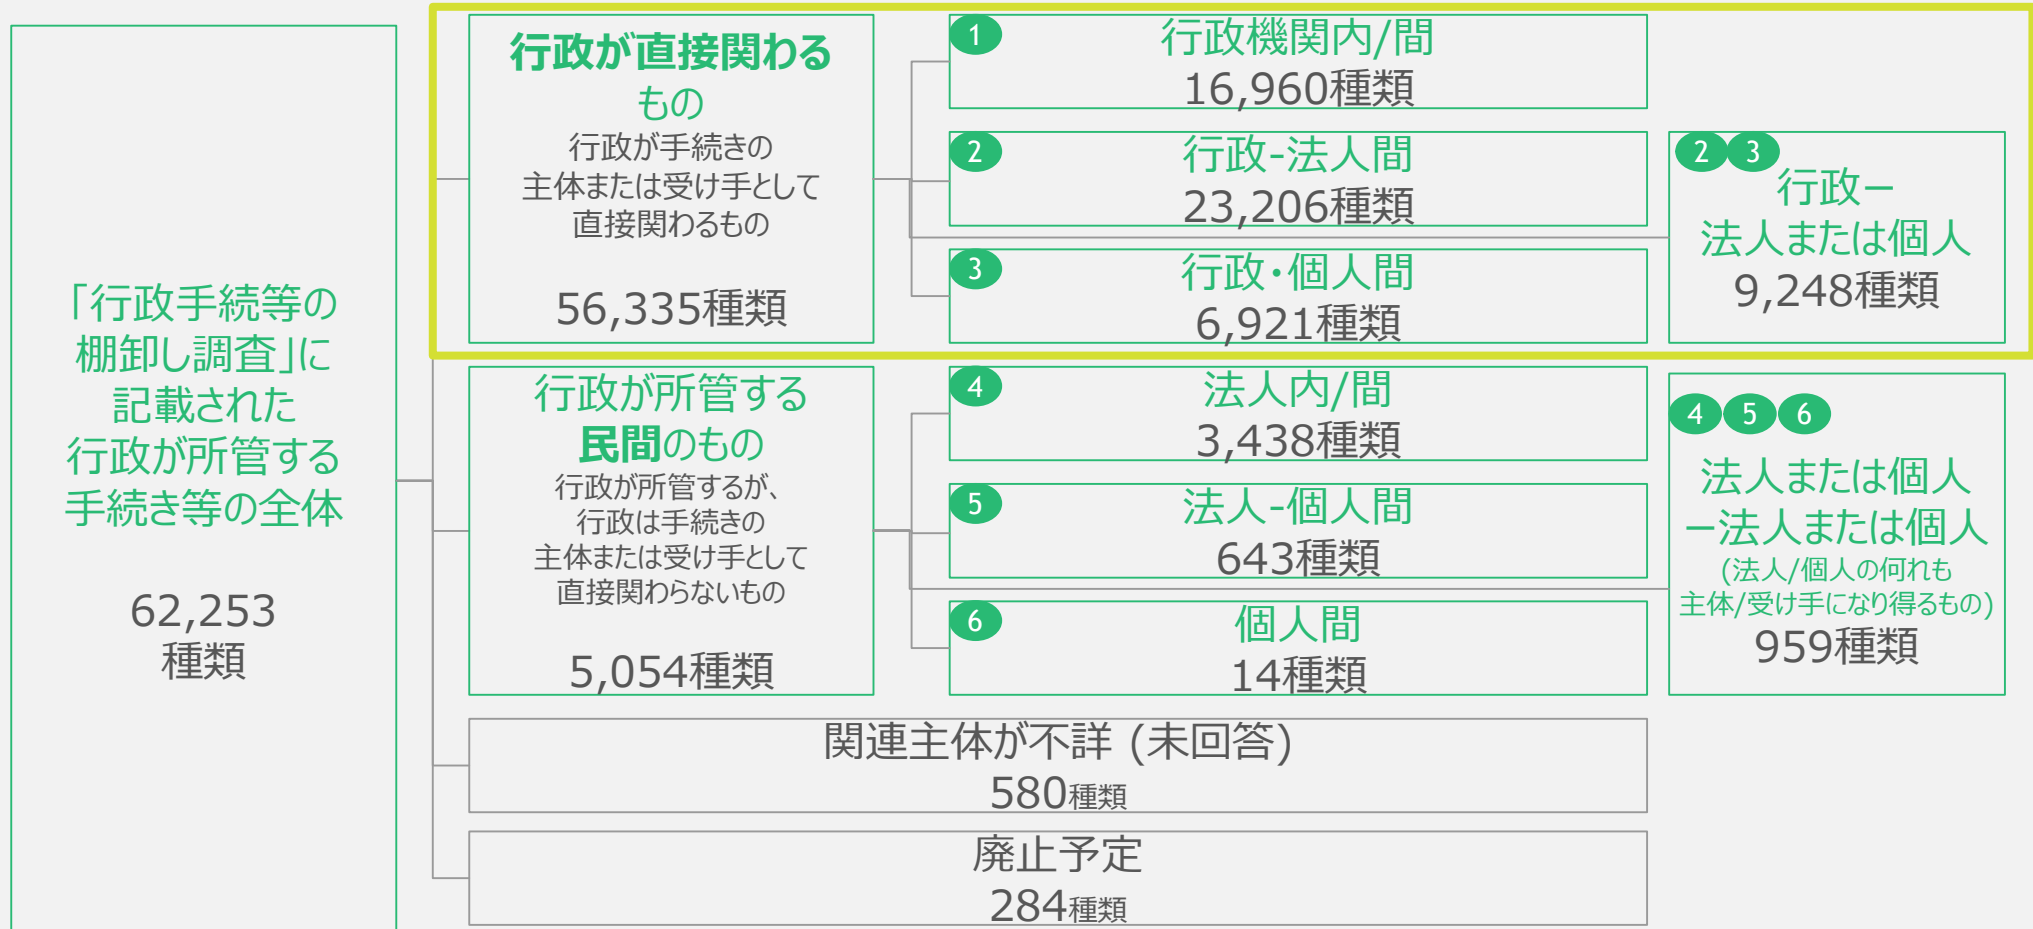 「行政手続等の
棚卸し調査」に
記載された
行政が所管する
手続き等の全体
62,253
種類
行政が直接関わる
もの
行政が手続きの
主体または受け手として
直接関わるもの
56,335種類
1
行政機関内/間
16,960種類
2
行政-法人間
23,206種類
3
行政・個人間
6,921種類
2 3
行政ー
法人または個人
9,248種類
行政が所管する
民間のもの
行政が所管するが、
行政は手続きの
主体または受け手として
直接関わらないもの
5,054種類
4
法人内/間
3,438種類
5
法人-個人間
643種類
6
個人間
14種類
4 5 6
法人または個人
ー法人または個人
(法人/個人の何れも
主体/受け手になり得るもの)
959種類
関連主体が不詳 (未回答)
580種類
廃止予定
284種類